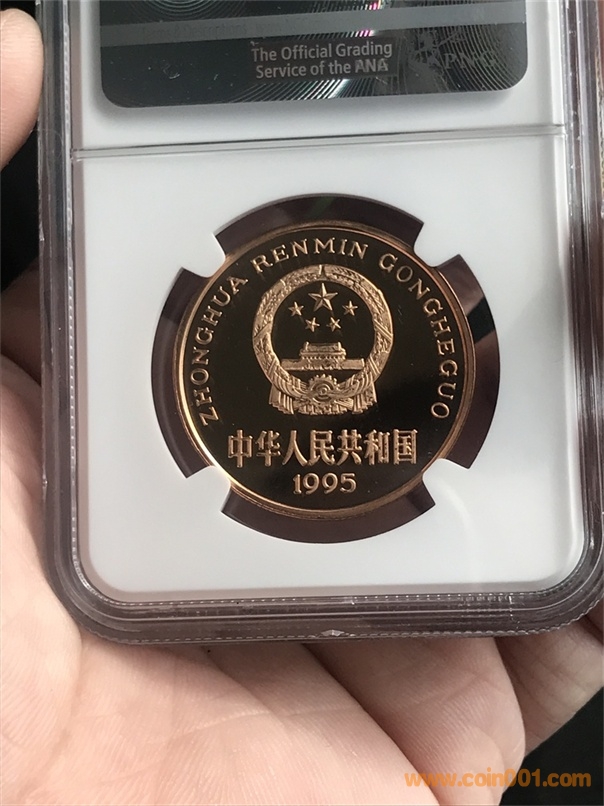 The Official Grading
Service of the ANA
PNG
ZHONGHUA RENMIN GONGHEGUO
中华人民共和国
1995
www.coin001.com